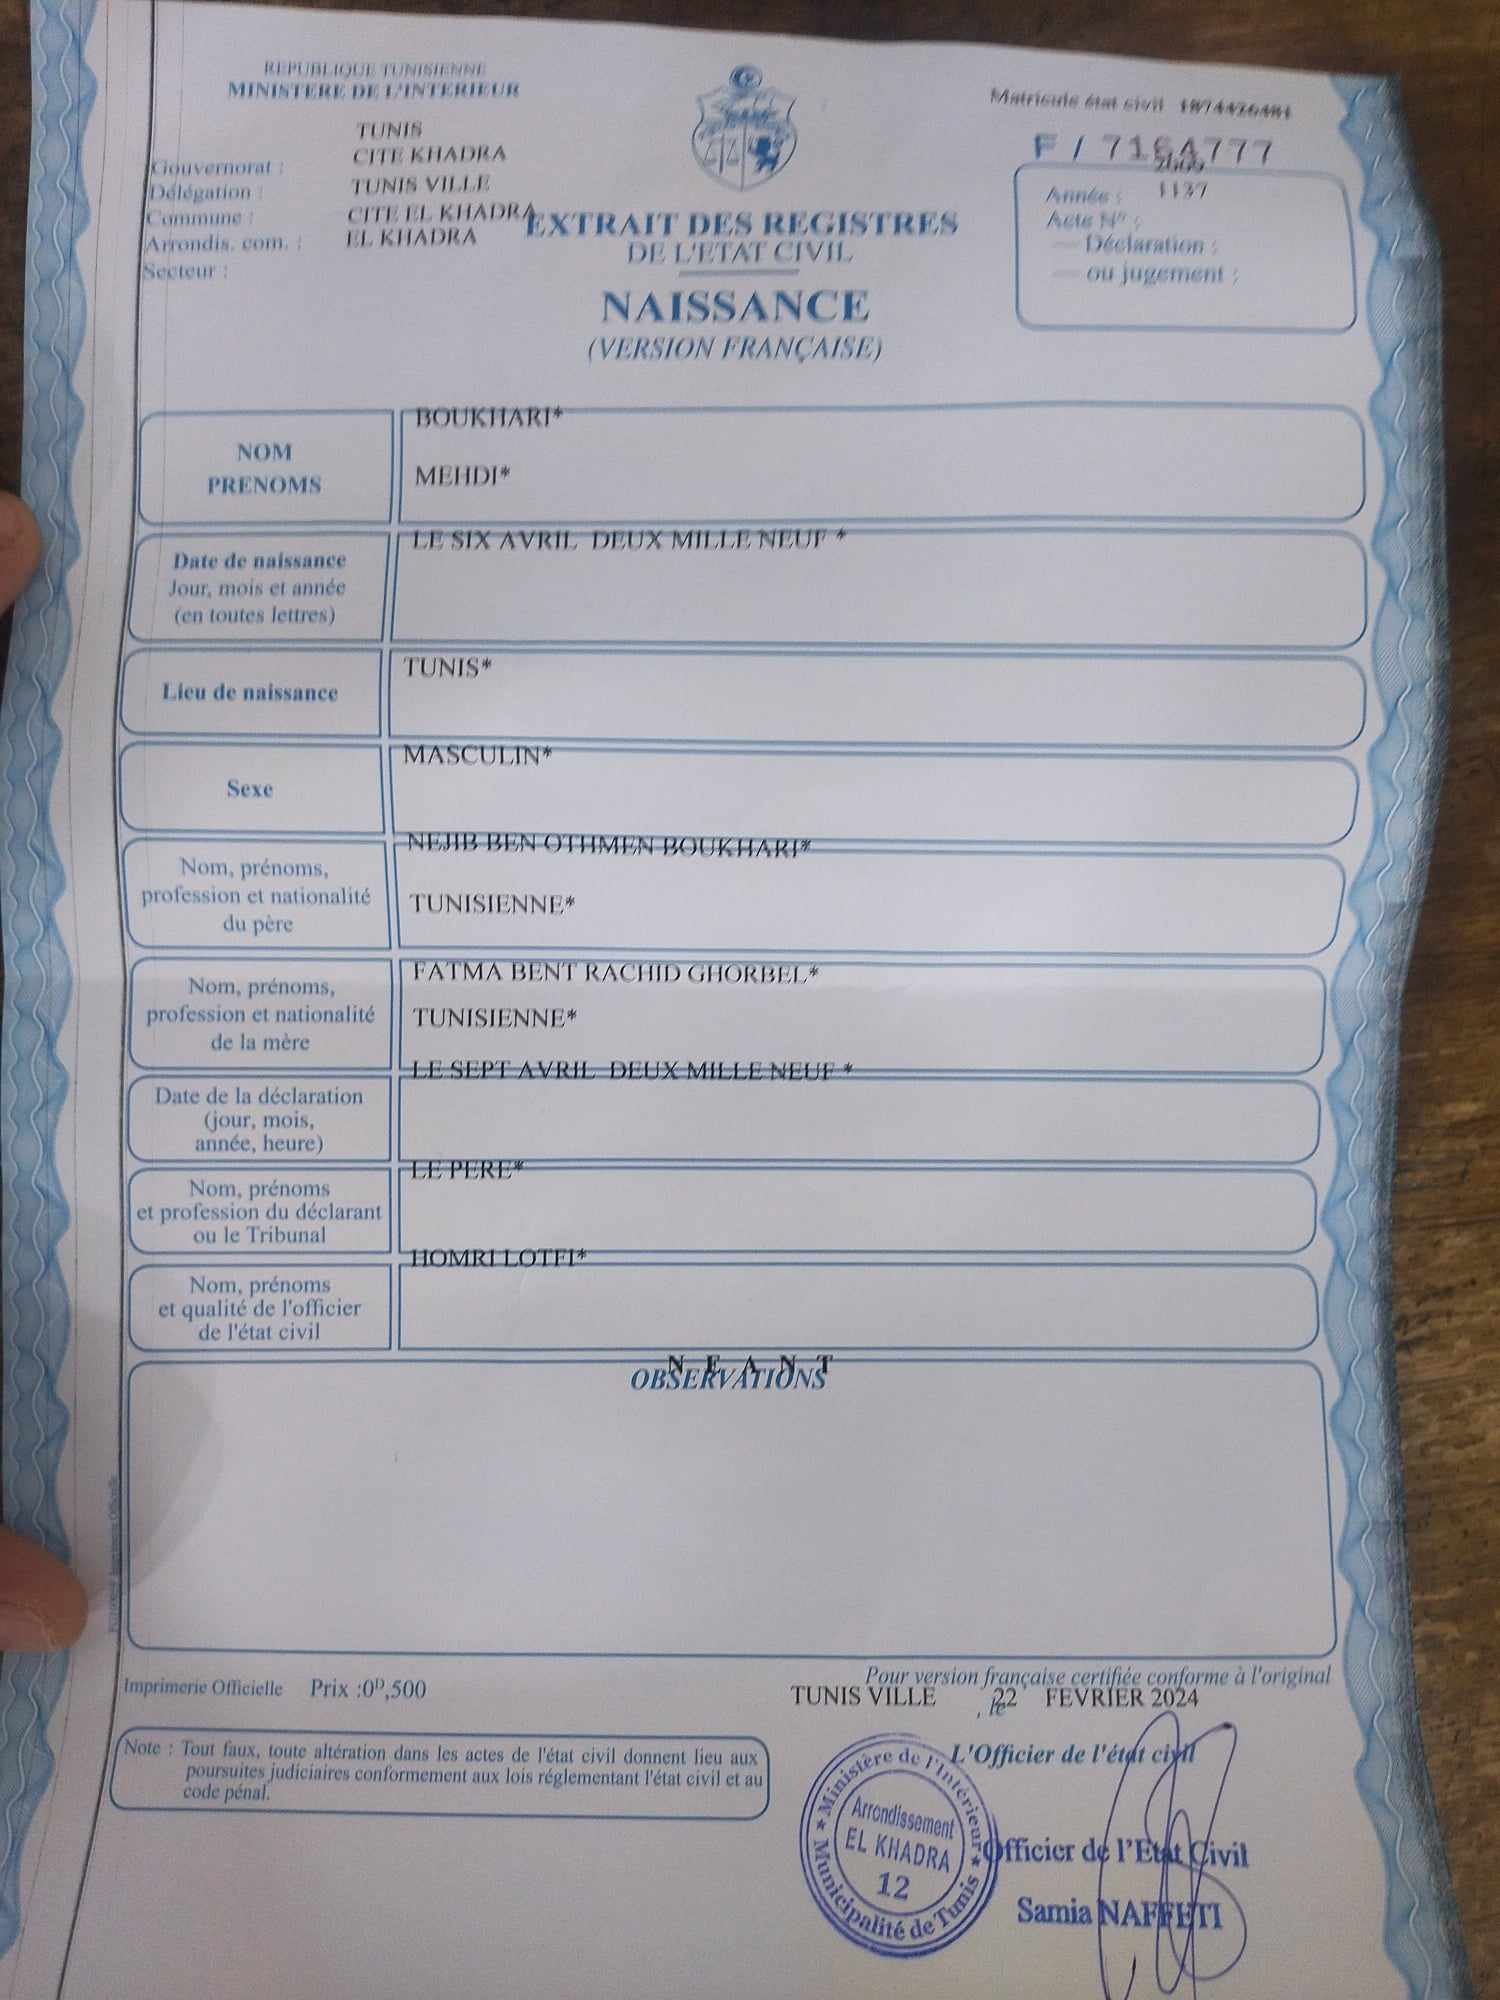 REPUBLIQUE TUNISIENNE
MINISTERE DE L'INTERIEUR
Gouvernorat : TUNIS
Délégation : CITE KHADRA
Commune : TUNIS VILLE
Arrondis. com. : CITE EL KHADRA
Secteur : EL KHADRA
Matricule état civil
F / 7164777
Année : 2009
Acte N° : 1137
— Déclaration :
— ou jugement :
EXTRAIT DES REGISTRES
DE L'ETAT CIVIL
NAISSANCE
(VERSION FRANÇAISE)
NOM
PRENOMS
BOUKHARI*
MEHDI*
Date de naissance
Jour, mois et année
(en toutes lettres)
LE SIX AVRIL DEUX MILLE NEUF *
Lieu de naissance
TUNIS*
Sexe
MASCULIN*
Nom, prénoms,
profession et nationalité
du père
NEJIB BEN OTHMEN BOUKHARI*
TUNISIENNE*
Nom, prénoms,
profession et nationalité
de la mère
FATMA BENT RACHID GHORBEL*
TUNISIENNE*
Date de la déclaration
(jour, mois,
année, heure)
LE SEPT AVRIL DEUX MILLE NEUF *
Nom, prénoms
et profession du déclarant
ou le Tribunal
LE PERE*
Nom, prénoms
et qualité de l'officier
de l'état civil
HOMRI LOTFI*
N E A N T
OBSERVATIONS
Imprimerie Officielle Prix :0D,500
Pour version française certifiée conforme à l'original
TUNIS VILLE , le 22 FEVRIER 2024
Note : Tout faux, toute altération dans les actes de l'état civil donnent lieu aux
poursuites judiciaires conformement aux lois réglementant l'état civil et au
code pénal.
L'Officier de l'état civil
Ministère de l'Intérieur
Arrondissement
EL KHADRA
12
Municipalité de Tunis
Officier de l'Etat Civil
Samia NAFFETI